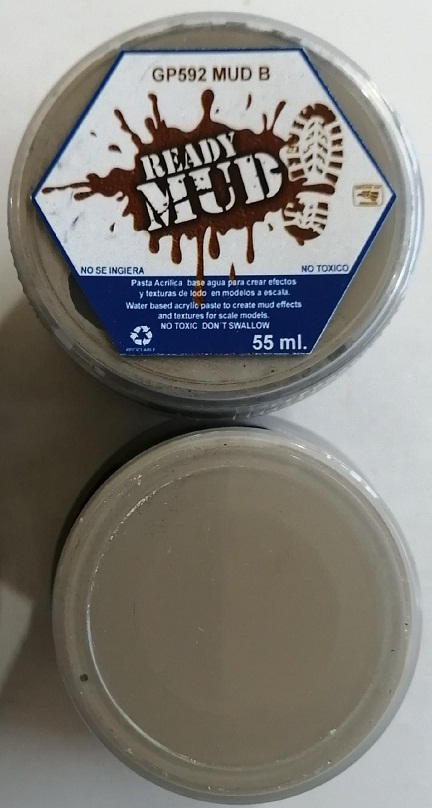 GP592 MUD B
READY
MUD
NO SE INGIERA
NO TOXICO
Pasta Acrilica base agua para crear efectos
y texturas de lodo en modelos a escala.
Water based acrylic paste to create mud effects
and textures for scale models.
NO TOXIC DON´T SWALLOW
RECYCLABLE
55 ml.